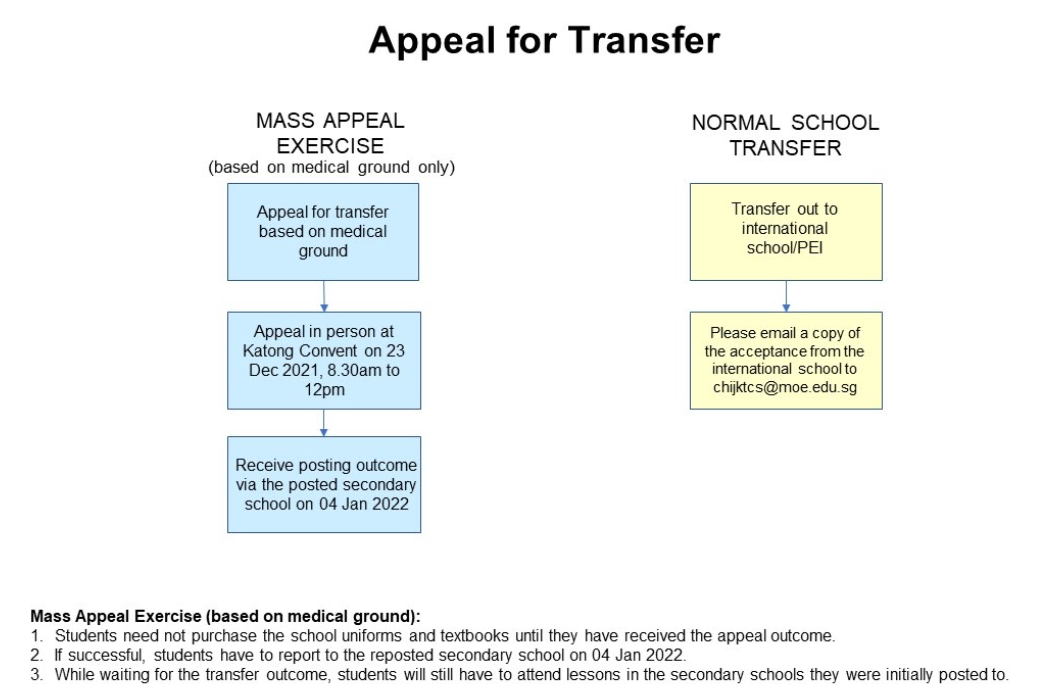 Appeal for Transfer
MASS APPEAL
EXERCISE
(based on medical ground only)
Appeal for transfer
based on medical
ground
Appeal in person at
Katong Convent on 23
Dec 2021, 8.30am to
12pm
Receive posting outcome
via the posted secondary
school on 04 Jan 2022
NORMAL SCHOOL
TRANSFER
Transfer out to
international
school/PEI
Please email a copy of
the acceptance from the
international school to
chijktcs@moe.edu.sg
Mass Appeal Exercise (based on medical ground):
1. Students need not purchase the school uniforms and textbooks until they have received the appeal outcome.
2. If successful, students have to report to the reposted secondary school on 04 Jan 2022.
3. While waiting for the transfer outcome, students will still have to attend lessons in the secondary schools they were initially posted to.